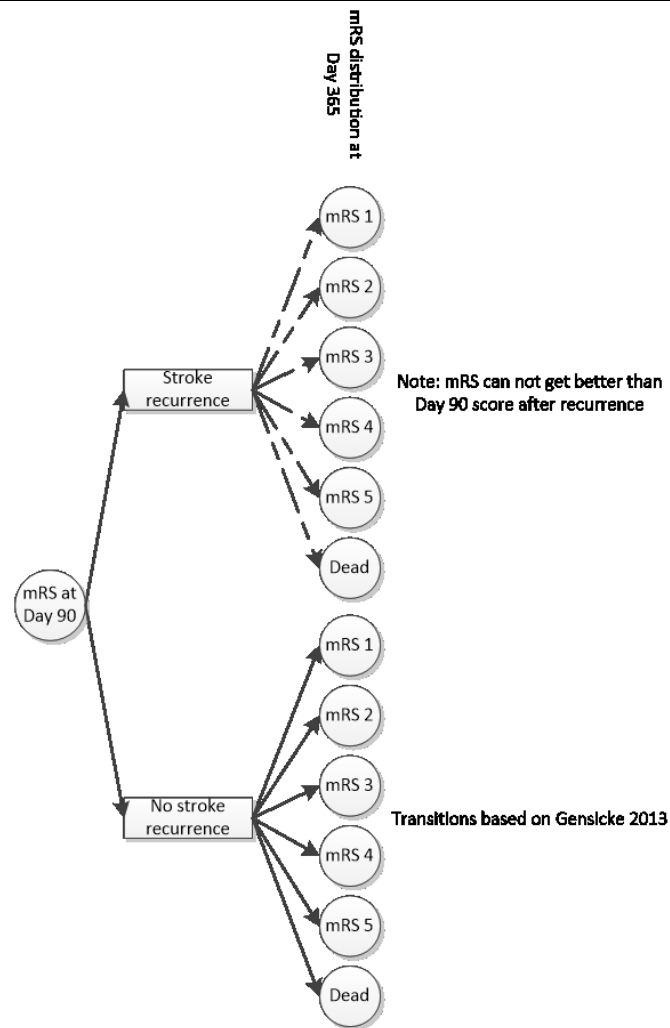 mRS distribution at
Day 365
mRS 1
mRS 2
Stroke
recurrence
mRS 3
Note: mRS can not get better than
Day 90 score after recurrence
mRS 4
mRS 5
Dead
mRS at
Day 90
mRS 1
mRS 2
mRS 3
No stroke
recurrence
Transitions based on Gensicke 2013
mRS 4
mRS 5
Dead